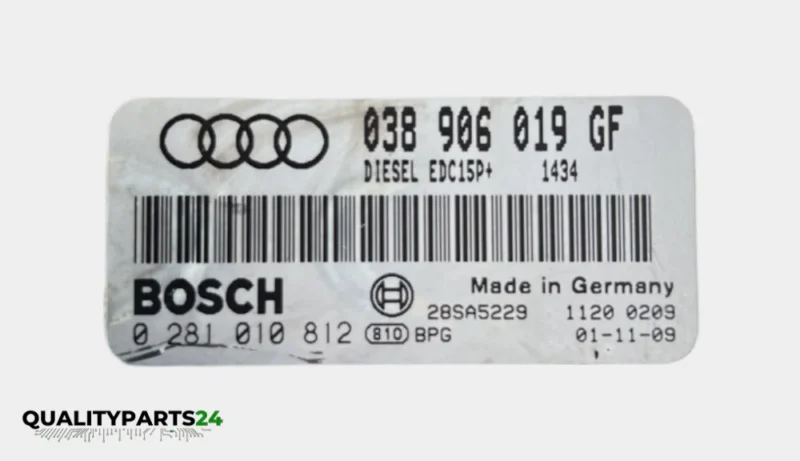 038 906 019 GF
DIESEL EDC15P+ 1434
BOSCH
Made in Germany
28SA5229 1120 0209
0 281 010 812 810 BPG 01-11-09
QUALITYPARTS24